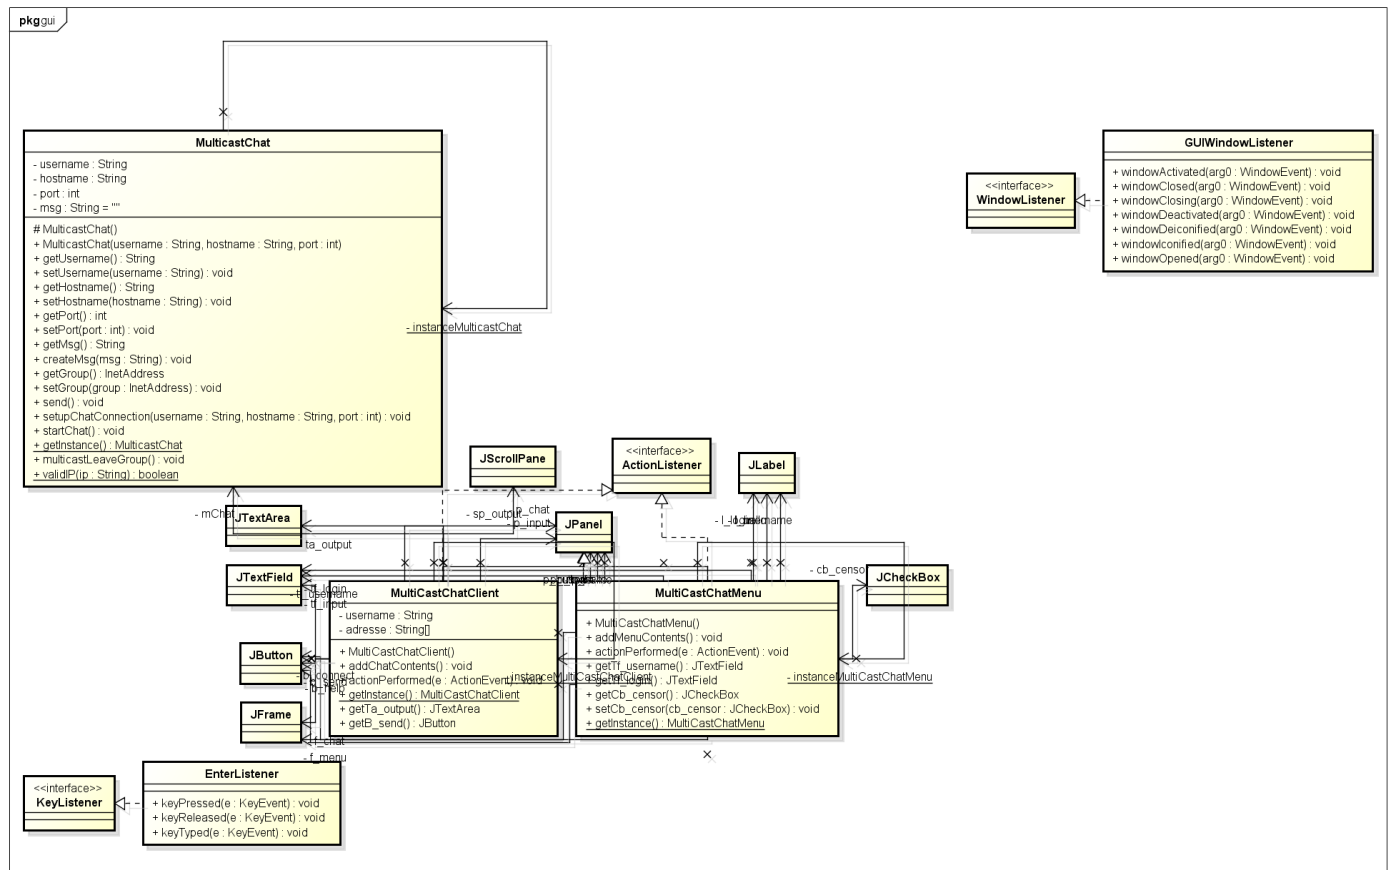 pkg gui
MulticastChat
- username : String
- hostname : String
- port : int
- msg : String = ""
# MulticastChat()
+ MulticastChat(username : String, hostname : String, port : int)
+ getUsername() : String
+ setUsername(username : String) : void
+ getHostname() : String
+ setHostname(hostname : String) : void
+ getPort() : int
+ setPort(port : int) : void
+ getMsg() : String
+ createMsg(msg : String) : void
+ getGroup() : InetAddress
+ setGroup(group : InetAddress) : void
+ send() : void
+ setupChatConnection(username : String, hostname : String, port : int) : void
+ startChat() : void
+ getInstance() : MulticastChat
+ multicastLeaveGroup() : void
+ validIP(ip : String) : boolean
- instanceMulticastChat
<<interface>>
WindowListener
GUIWindowListener
+ windowActivated(arg0 : WindowEvent) : void
+ windowClosed(arg0 : WindowEvent) : void
+ windowClosing(arg0 : WindowEvent) : void
+ windowDeactivated(arg0 : WindowEvent) : void
+ windowDeiconified(arg0 : WindowEvent) : void
+ windowIconified(arg0 : WindowEvent) : void
+ windowOpened(arg0 : WindowEvent) : void
JScrollPane
<<interface>>
ActionListener
JLabel
- mChat
JTextArea
- sp_output
p_chat
- p_input
JPanel
ta_output
JTextField
- tf_input
- cb_censo
JCheckBox
JButton
JFrame
f_chat
- f_menu
MultiCastChatClient
- username : String
- adresse : String[]
+ MultiCastChatClient()
+ addChatContents() : void
+ actionPerformed(e : ActionEvent) : void
+ getInstance() : MultiCastChatClient
+ getTa_output() : JTextArea
+ getB_send() : JButton
- instanceMultiCastChatClient
MultiCastChatMenu
+ MultiCastChatMenu()
+ addMenuContents() : void
+ actionPerformed(e : ActionEvent) : void
+ getTf_username() : JTextField
+ getTf_login() : JTextField
+ getCb_censor() : JCheckBox
+ setCb_censor(cb_censor : JCheckBox) : void
+ getInstance() : MultiCastChatMenu
- instanceMultiCastChatMenu
<<interface>>
KeyListener
EnterListener
+ keyPressed(e : KeyEvent) : void
+ keyReleased(e : KeyEvent) : void
+ keyTyped(e : KeyEvent) : void